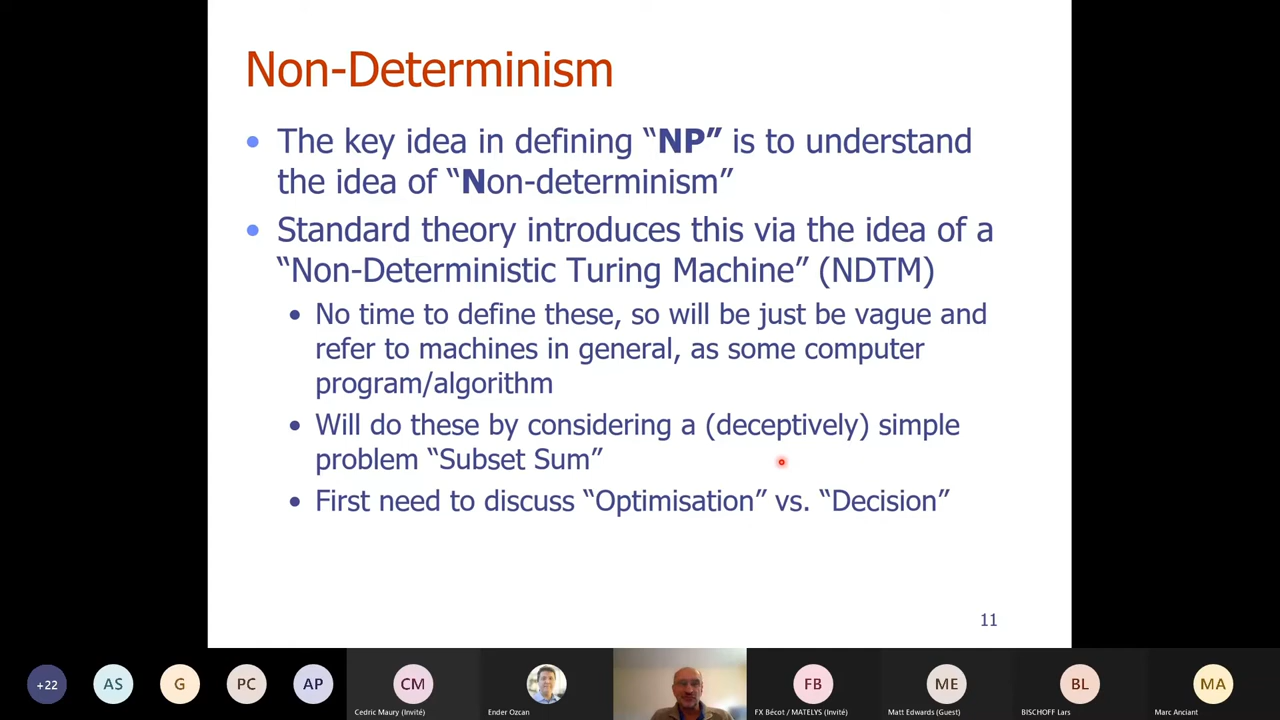 Non-Determinism
The key idea in defining “NP” is to understand
the idea of “Non-determinism”
Standard theory introduces this via the idea of a
“Non-Deterministic Turing Machine” (NDTM)
No time to define these, so will be just be vague and
refer to machines in general, as some computer
program/algorithm
Will do these by considering a (deceptively) simple
problem “Subset Sum”
First need to discuss “Optimisation” vs. “Decision”
11
+22
AS
G
PC
AP
CM
FB
ME
BL
MA
Cedric Maury (Invité)
Ender Ozcan
FX Bécot / MATELYS (Invité)
Matt Edwards (Guest)
BISCHOFF Lars
Marc Anciant